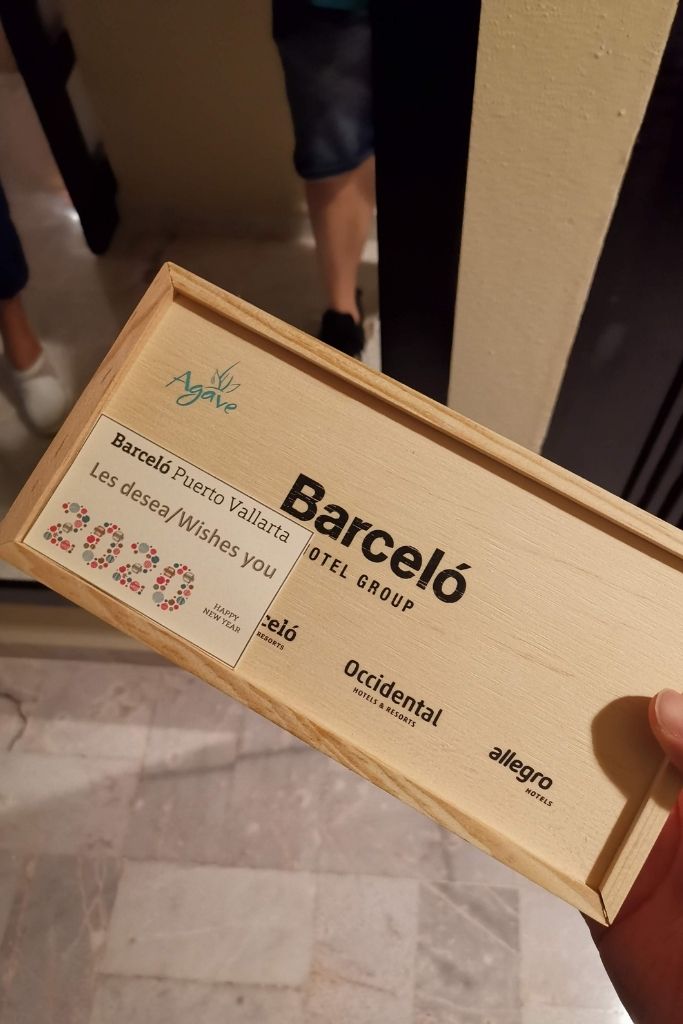 Agave
Barceló Puerto Vallarta
Les desea/Wishes you
2020
HAPPY
NEW YEAR
Barceló
HOTEL GROUP
celó
RESORTS
Occidental
HOTELS & RESORTS
allegro
HOTELS